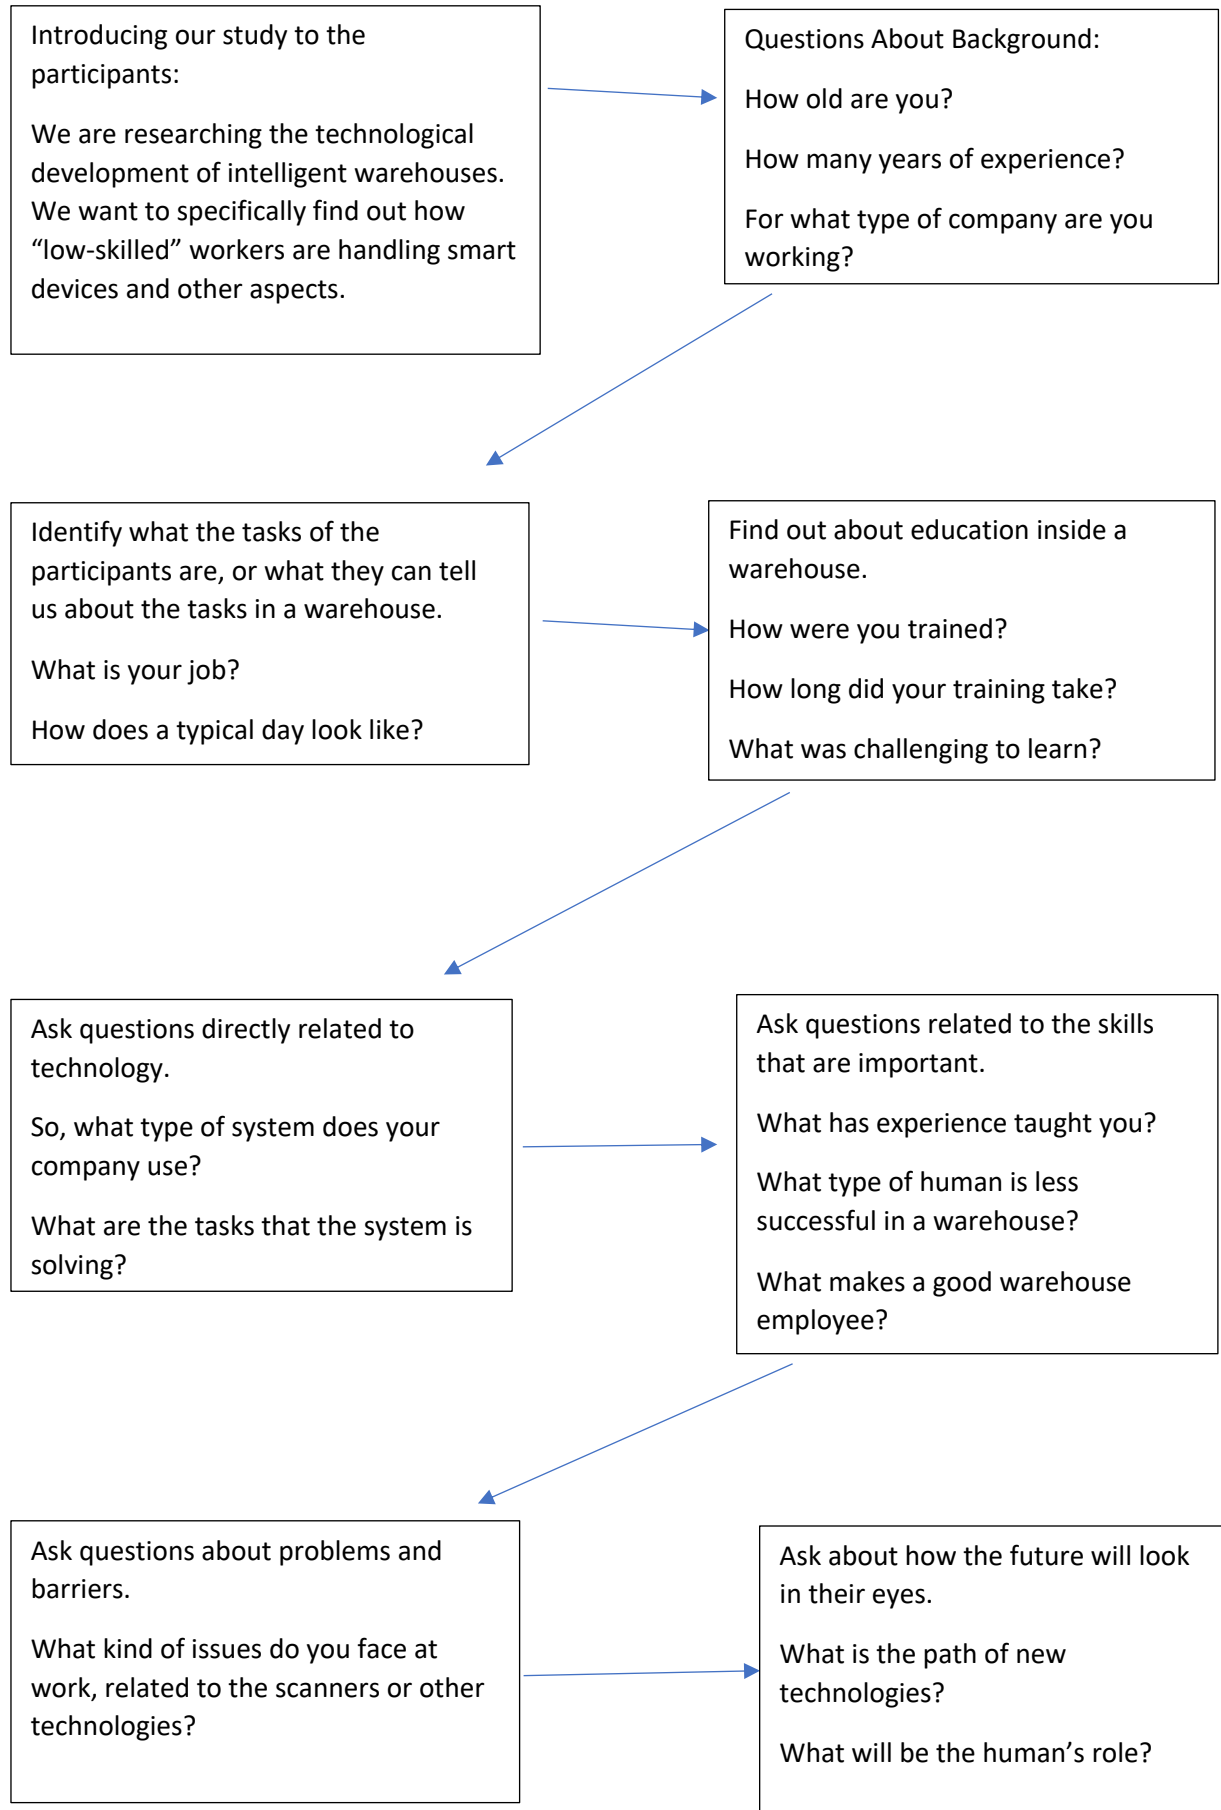 Introducing our study to the
participants:
We are researching the technological
development of intelligent warehouses.
We want to specifically find out how
“low-skilled” workers are handling smart
devices and other aspects.
Questions About Background:
How old are you?
How many years of experience?
For what type of company are you
working?
Identify what the tasks of the
participants are, or what they can tell
us about the tasks in a warehouse.
What is your job?
How does a typical day look like?
Find out about education inside a
warehouse.
How were you trained?
How long did your training take?
What was challenging to learn?
Ask questions directly related to
technology.
So, what type of system does your
company use?
What are the tasks that the system is
solving?
Ask questions related to the skills
that are important.
What has experience taught you?
What type of human is less
successful in a warehouse?
What makes a good warehouse
employee?
Ask questions about problems and
barriers.
What kind of issues do you face at
work, related to the scanners or other
technologies?
Ask about how the future will look
in their eyes.
What is the path of new
technologies?
What will be the human’s role?